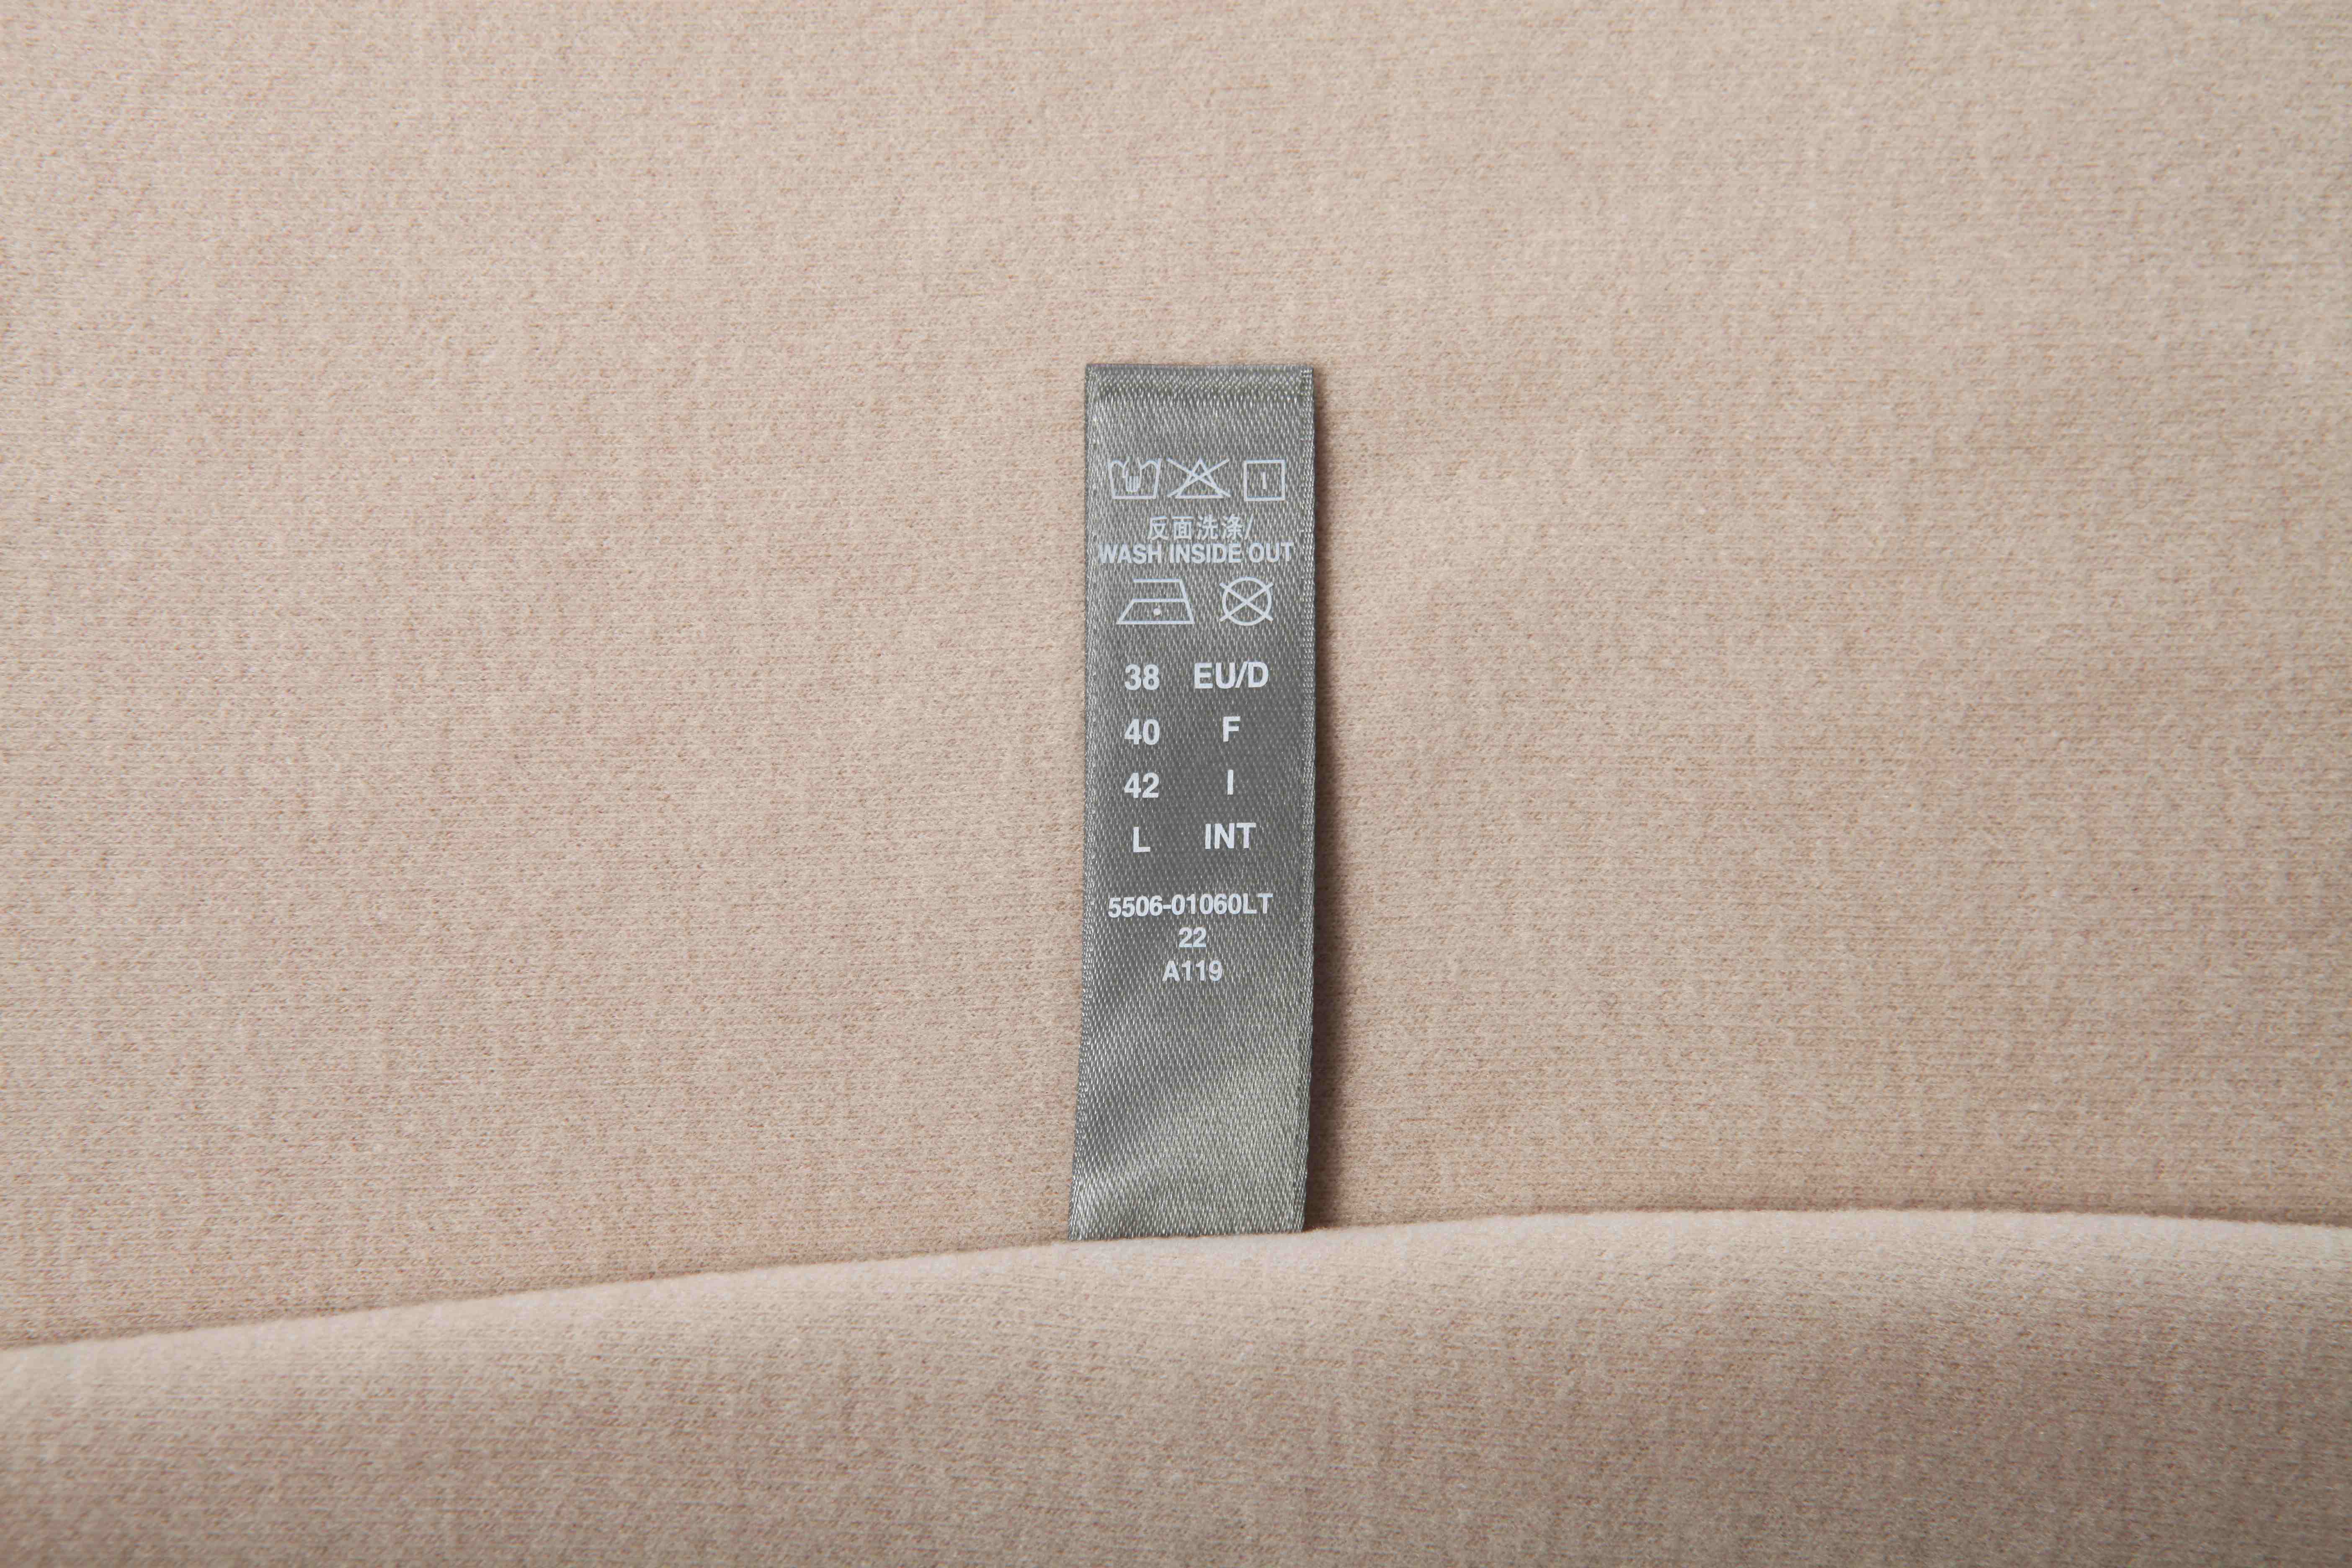 反面洗涤/
WASH INSIDE OUT
38 EU/D
40 F
42 I
L INT
5506-01060LT
22
A119